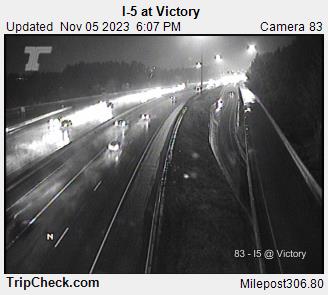 I-5 at Victory
Updated Nov 05 2023 6:07 PM Camera 83
T
N
83 - I5 @ Victory
TripCheck.com Milepost306.80